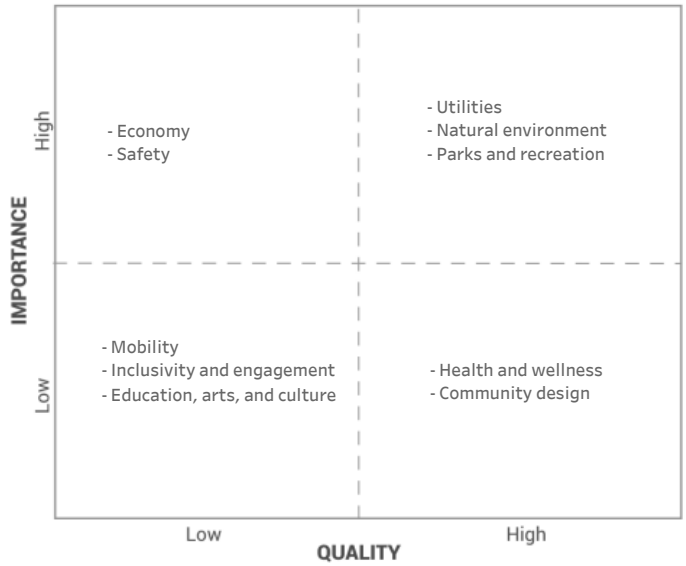 High
- Economy
- Safety
- Utilities
- Natural environment
- Parks and recreation
IMPORTANCE
Low
- Mobility
- Inclusivity and engagement
- Education, arts, and culture
- Health and wellness
- Community design
Low
High
QUALITY